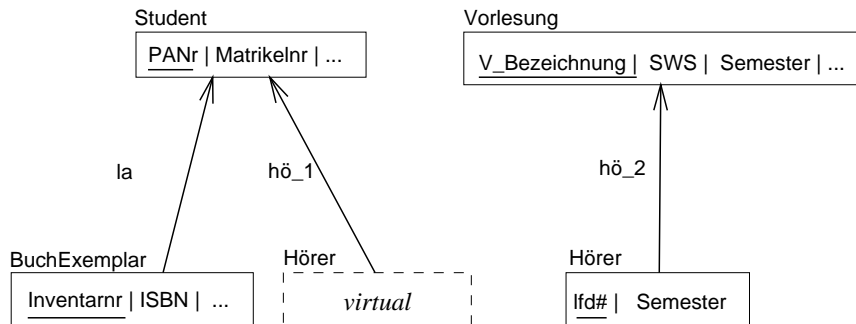 Student
Vorlesung
PANr | Matrikelnr | ...
V_Bezeichnung | SWS | Semester | ...
la
hö_1
hö_2
BuchExemplar
Hörer
Hörer
Inventarnr | ISBN | ...
virtual
lfd# | Semester